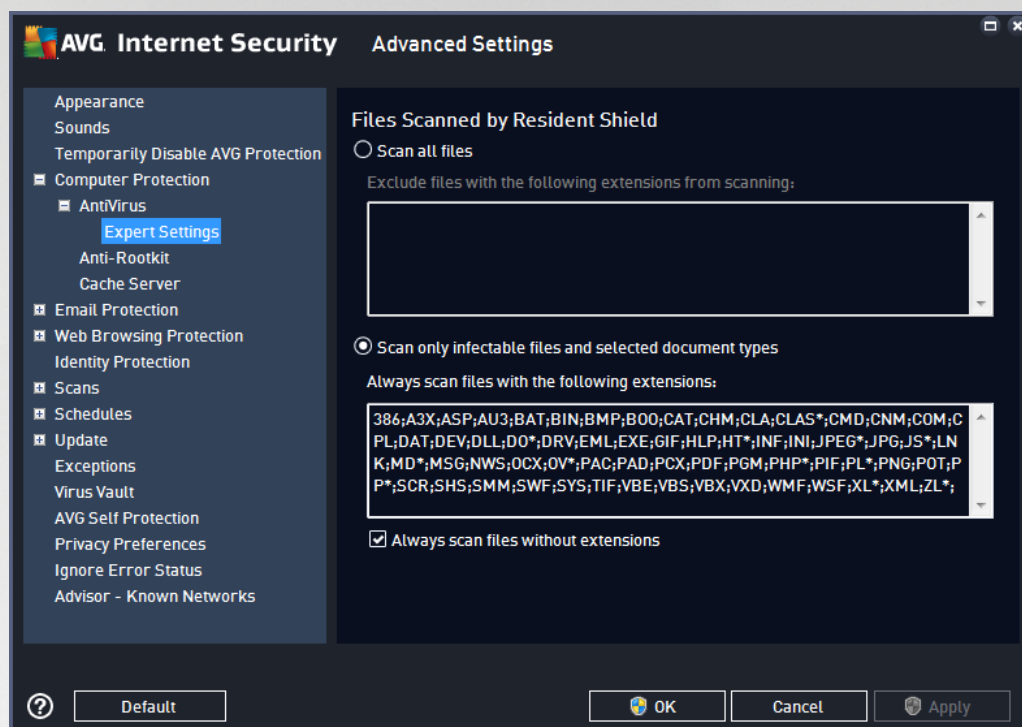 AVG. Internet Security Advanced Settings
Appearance
Sounds
Temporarily Disable AVG Protection
Computer Protection
AntiVirus
Expert Settings
Anti-Rootkit
Cache Server
Email Protection
Web Browsing Protection
Identity Protection
Scans
Schedules
Update
Exceptions
Virus Vault
AVG Self Protection
Privacy Preferences
Ignore Error Status
Advisor - Known Networks
Files Scanned by Resident Shield
Scan all files
Exclude files with the following extensions from scanning:
Scan only infectable files and selected document types
Always scan files with the following extensions:
386;A3X;ASP;AU3;BAT;BIN;BMP;BOO;CAT;CHM;CLA;CLAS*;CMD;CNM;COM;C
PL;DAT;DEV;DLL;DO*;DRV;EML;EXE;GIF;HLP;HT*;INF;INI;JPEG*;JPG;JS*;LN
K;MD*;MSG;NWS;OCX;OV*;PAC;PAD;PCX;PDF;PGM;PHP*;PIF;PL*;PNG;POT;P
P*;SCR;SHS;SMM;SWF;SYS;TIF;VBE;VBS;VBX;VXD;WMF;WSF;XL*;XML;ZL*;
Always scan files without extensions
Default
OK
Cancel
Apply